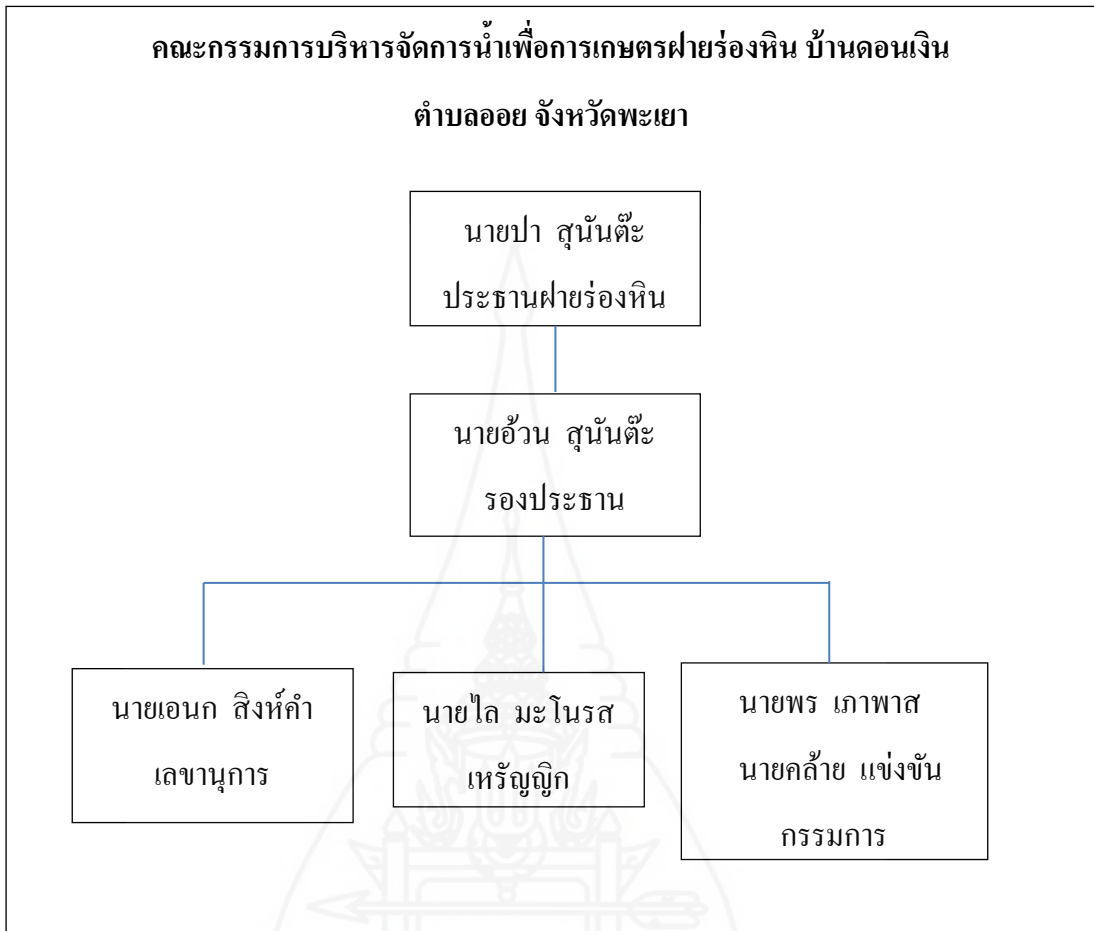 คณะกรรมการบริหารจัดการน้ำเพื่อการเกษตรฝายร่องหิน บ้านดอนเงิน
ตำบลออย จังหวัดพะเยา
นายปา สุนันต๊ะ
ประธานฝายร่องหิน
นายอ้วน สุนันต๊ะ
รองประธาน
นายเอนก สิงห์คำ
เลขานุการ
นายไล มะโนรส
เหรัญญิก
นายพร เภาพาส
นายคล้าย แข่งขัน
กรรมการ